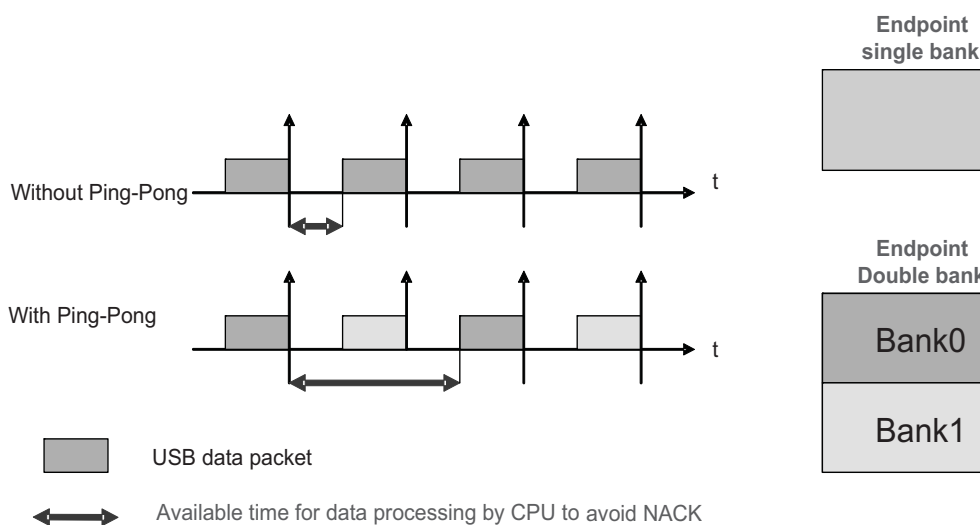 Endpoint
single bank
Without Ping-Pong
t
Endpoint
Double bank
With Ping-Pong
t
Bank0
Bank1
USB data packet
Available time for data processing by CPU to avoid NACK